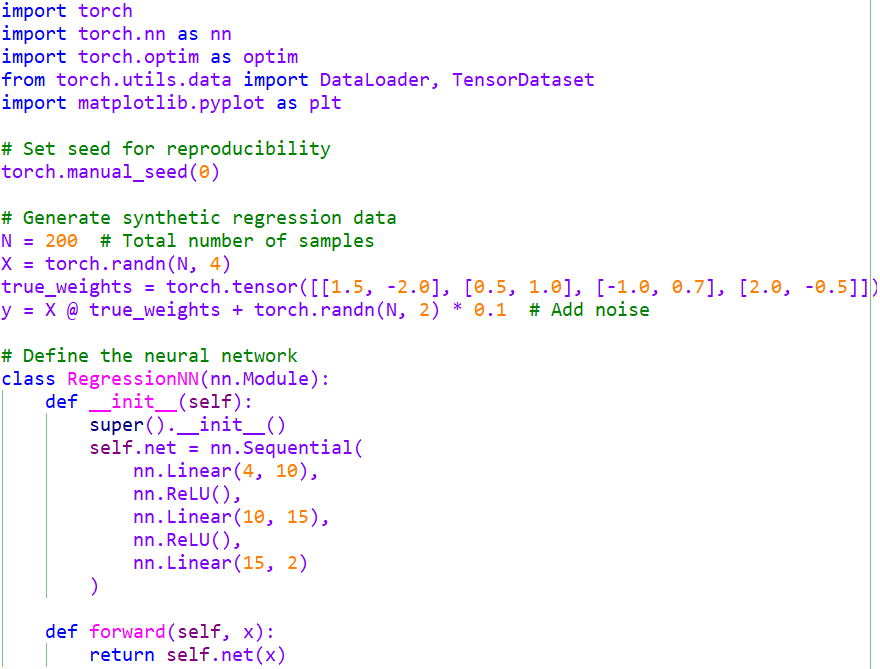 import torch
import torch.nn as nn
import torch.optim as optim
from torch.utils.data import DataLoader, TensorDataset
import matplotlib.pyplot as plt

# Set seed for reproducibility
torch.manual_seed(0)

# Generate synthetic regression data
N = 200  # Total number of samples
X = torch.randn(N, 4)
true_weights = torch.tensor([[1.5, -2.0], [0.5, 1.0], [-1.0, 0.7], [2.0, -0.5]])
y = X @ true_weights + torch.randn(N, 2) * 0.1  # Add noise

# Define the neural network
class RegressionNN(nn.Module):
    def __init__(self):
        super().__init__()
        self.net = nn.Sequential(
            nn.Linear(4, 10),
            nn.ReLU(),
            nn.Linear(10, 15),
            nn.ReLU(),
            nn.Linear(15, 2)
        )

    def forward(self, x):
        return self.net(x)